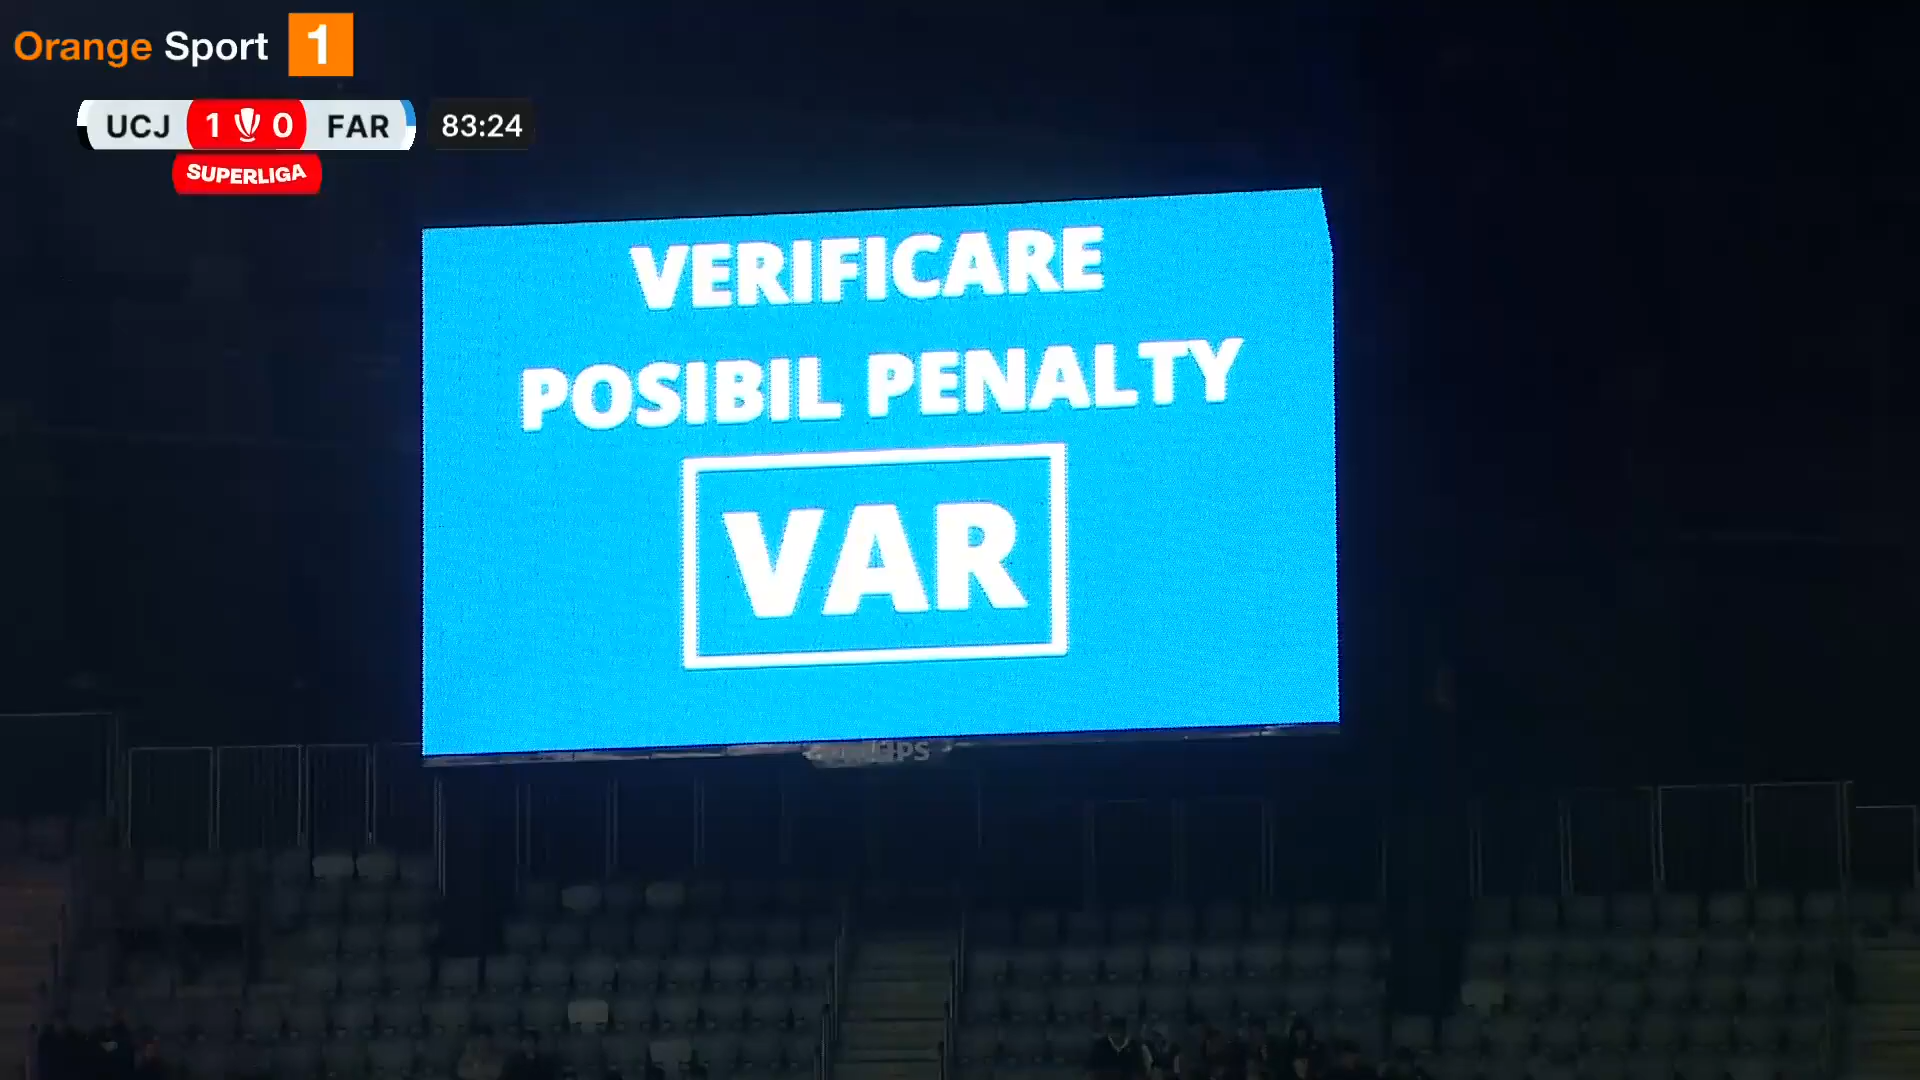 Orange Sport 1
UCJ 1 0 FAR 83:24
SUPERLIGA
VERIFICARE
POSIBIL PENALTY
VAR